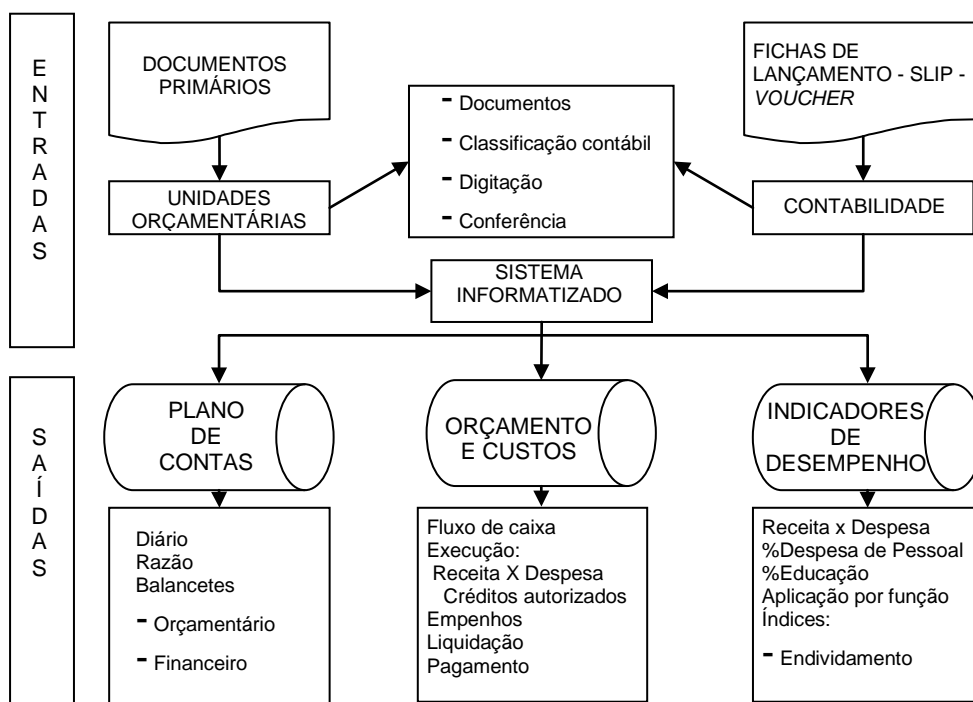 E
N
T
R
A
D
A
S
DOCUMENTOS
PRIMÁRIOS
FICHAS DE
LANÇAMENTO - SLIP -
VOUCHER
- Documentos
- Classificação contábil
- Digitação
- Conferência
UNIDADES
ORÇAMENTÁRIAS
CONTABILIDADE
SISTEMA
INFORMATIZADO
S
A
Í
D
A
S
PLANO
DE
CONTAS
ORÇAMENTO
E CUSTOS
INDICADORES
DE
DESEMPENHO
Diário
Razão
Balancetes
- Orçamentário
- Financeiro
Fluxo de caixa
Execução:
Receita X Despesa
Créditos autorizados
Empenhos
Liquidação
Pagamento
Receita x Despesa
%Despesa de Pessoal
%Educação
Aplicação por função
Índices:
- Endividamento